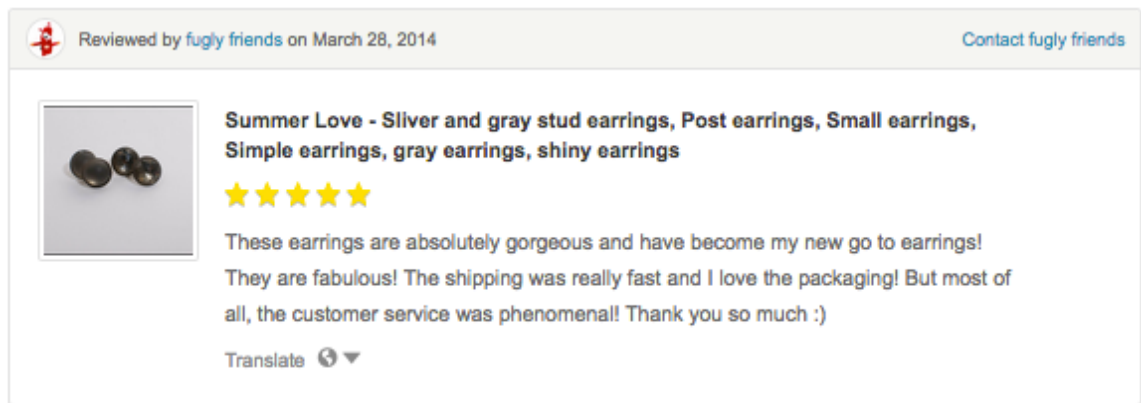 Reviewed by fugly friends on March 28, 2014
Contact fugly friends
Summer Love - Sliver and gray stud earrings, Post earrings, Small earrings,
Simple earrings, gray earrings, shiny earrings
These earrings are absolutely gorgeous and have become my new go to earrings!
They are fabulous! The shipping was really fast and I love the packaging! But most of
all, the customer service was phenomenal! Thank you so much :)
Translate